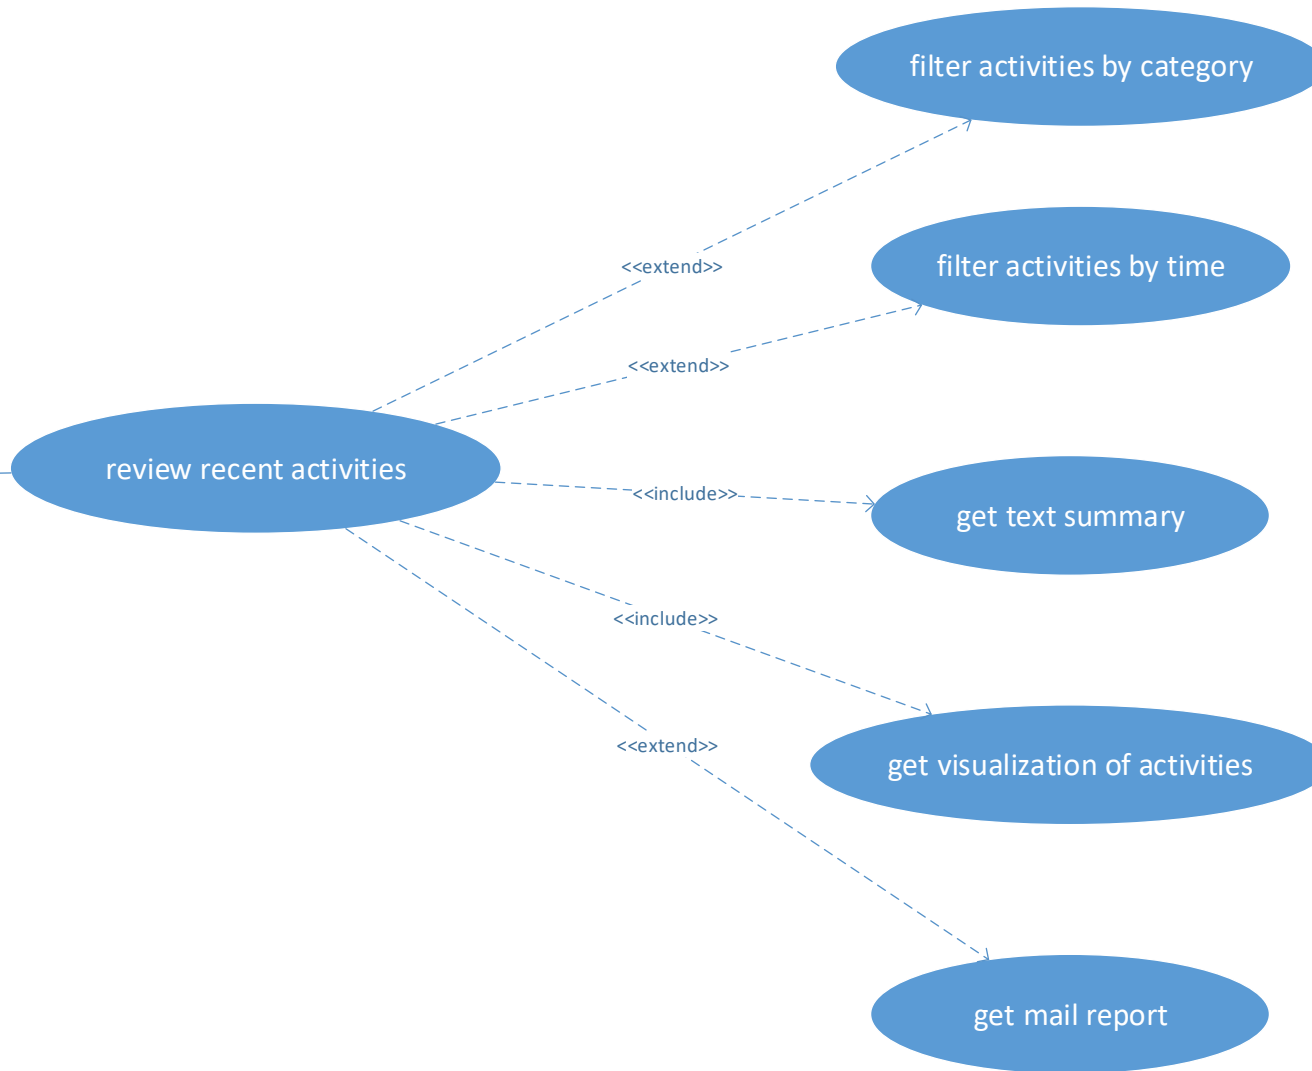 filter activities by category
<<extend>>
filter activities by time
<<extend>>
review recent activities
<<include>>
get text summary
<<include>>
<<extend>>
get visualization of activities
get mail report